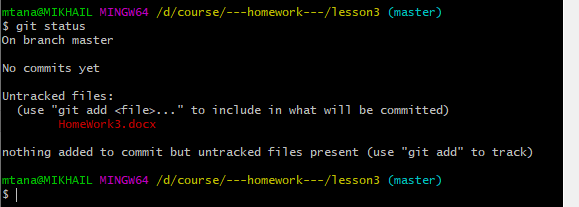 mtana@MIKHAIL MINGW64 /d/course/---homework---/lesson3 (master)
$ git status
On branch master
No commits yet
Untracked files:
  (use "git add <file>..." to include in what will be committed)
        HomeWork3.docx
nothing added to commit but untracked files present (use "git add" to track)
mtana@MIKHAIL MINGW64 /d/course/---homework---/lesson3 (master)
$